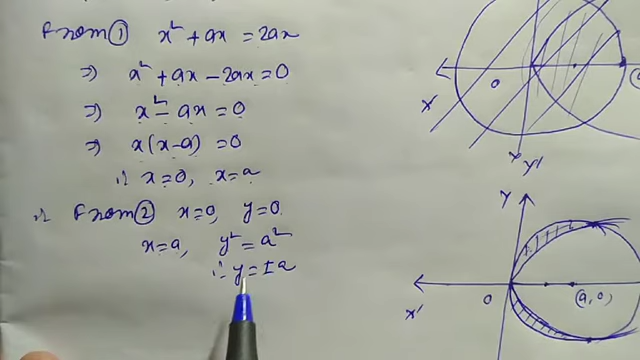 From ① x² + ax = 2ax
⇒ x² + ax - 2ax = 0
⇒ x² - ax = 0
⇒ x(x-a) = 0
∴ x=0, x=a
∴ From ② x=0, y=0
x=a, y² = a²
∴ y = ±a
X' O
Y'
Y
X' O (a, 0)